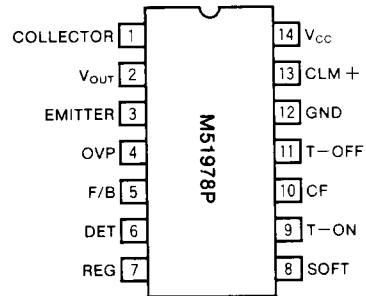 COLLECTOR 1
VOUT 2
EMITTER 3
OVP 4
F/B 5
DET 6
REG 7
M51978P
14 VCC
13 CLM+
12 GND
11 T-OFF
10 CF
9 T-ON
8 SOFT